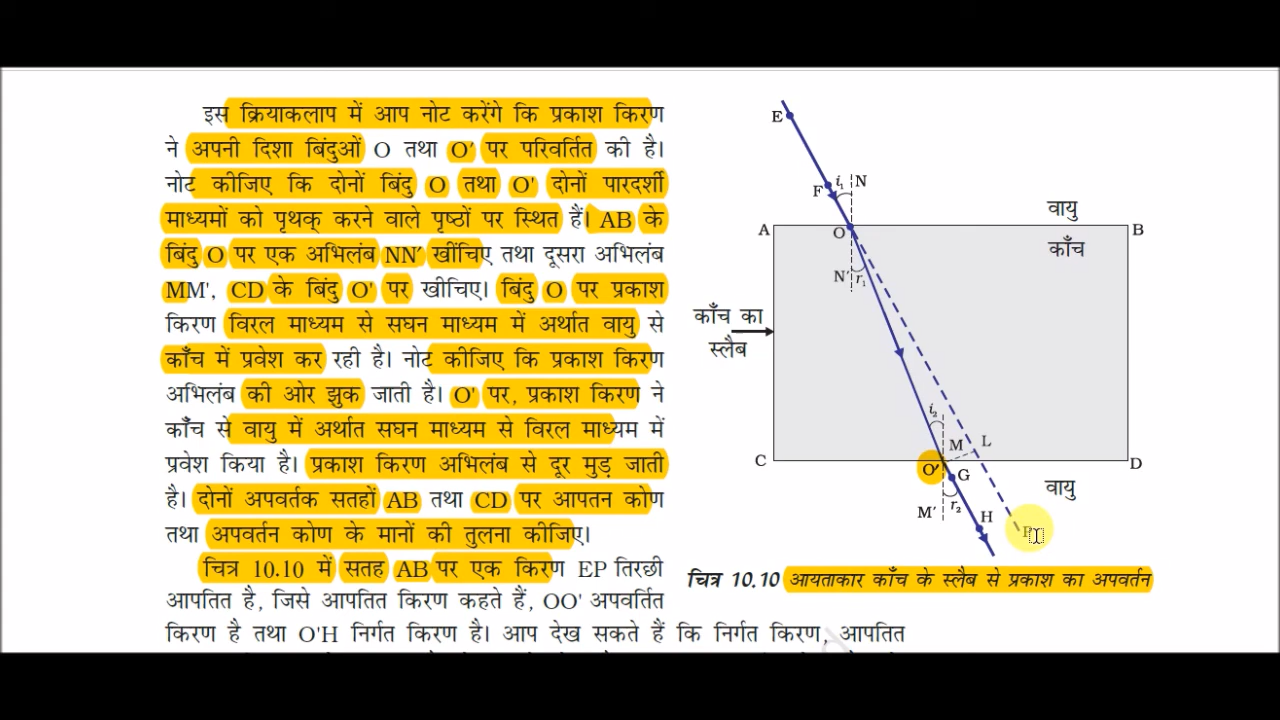 इस क्रियाकलाप में आप नोट करेंगे कि प्रकाश किरण
ने अपनी दिशा बिंदुओं O तथा O′ पर परिवर्तित की है।
नोट कीजिए कि दोनों बिंदु O तथा O' दोनों पारदर्शी
माध्यमों को पृथक् करने वाले पृष्ठों पर स्थित हैं। AB के
बिंदु O पर एक अभिलंब NN′ खींचिए तथा दूसरा अभिलंब
MM', CD के बिंदु O' पर खीचिए। बिंदु O पर प्रकाश
किरण विरल माध्यम से सघन माध्यम में अर्थात वायु से
काँच में प्रवेश कर रही है। नोट कीजिए कि प्रकाश किरण
अभिलंब की ओर झुक जाती है। O' पर, प्रकाश किरण ने
काँच से वायु में अर्थात सघन माध्यम से विरल माध्यम में
प्रवेश किया है। प्रकाश किरण अभिलंब से दूर मुड़ जाती
है। दोनों अपवर्तक सतहों AB तथा CD पर आपतन कोण
तथा अपवर्तन कोण के मानों की तुलना कीजिए।
चित्र 10.10 में सतह AB पर एक किरण EP तिरछी
आपतित है, जिसे आपतित किरण कहते हैं, OO' अपवर्तित
किरण है तथा O'H निर्गत किरण है। आप देख सकते हैं कि निर्गत किरण, आपतित
E
F
i₁
N
A
O
B
वायु
काँच
N′
r₁
काँच का
स्लैब
i₂
M
L
C
O'
G
D
वायु
M′
r₂
H
चित्र 10.10 आयताकार काँच के स्लैब से प्रकाश का अपवर्तन